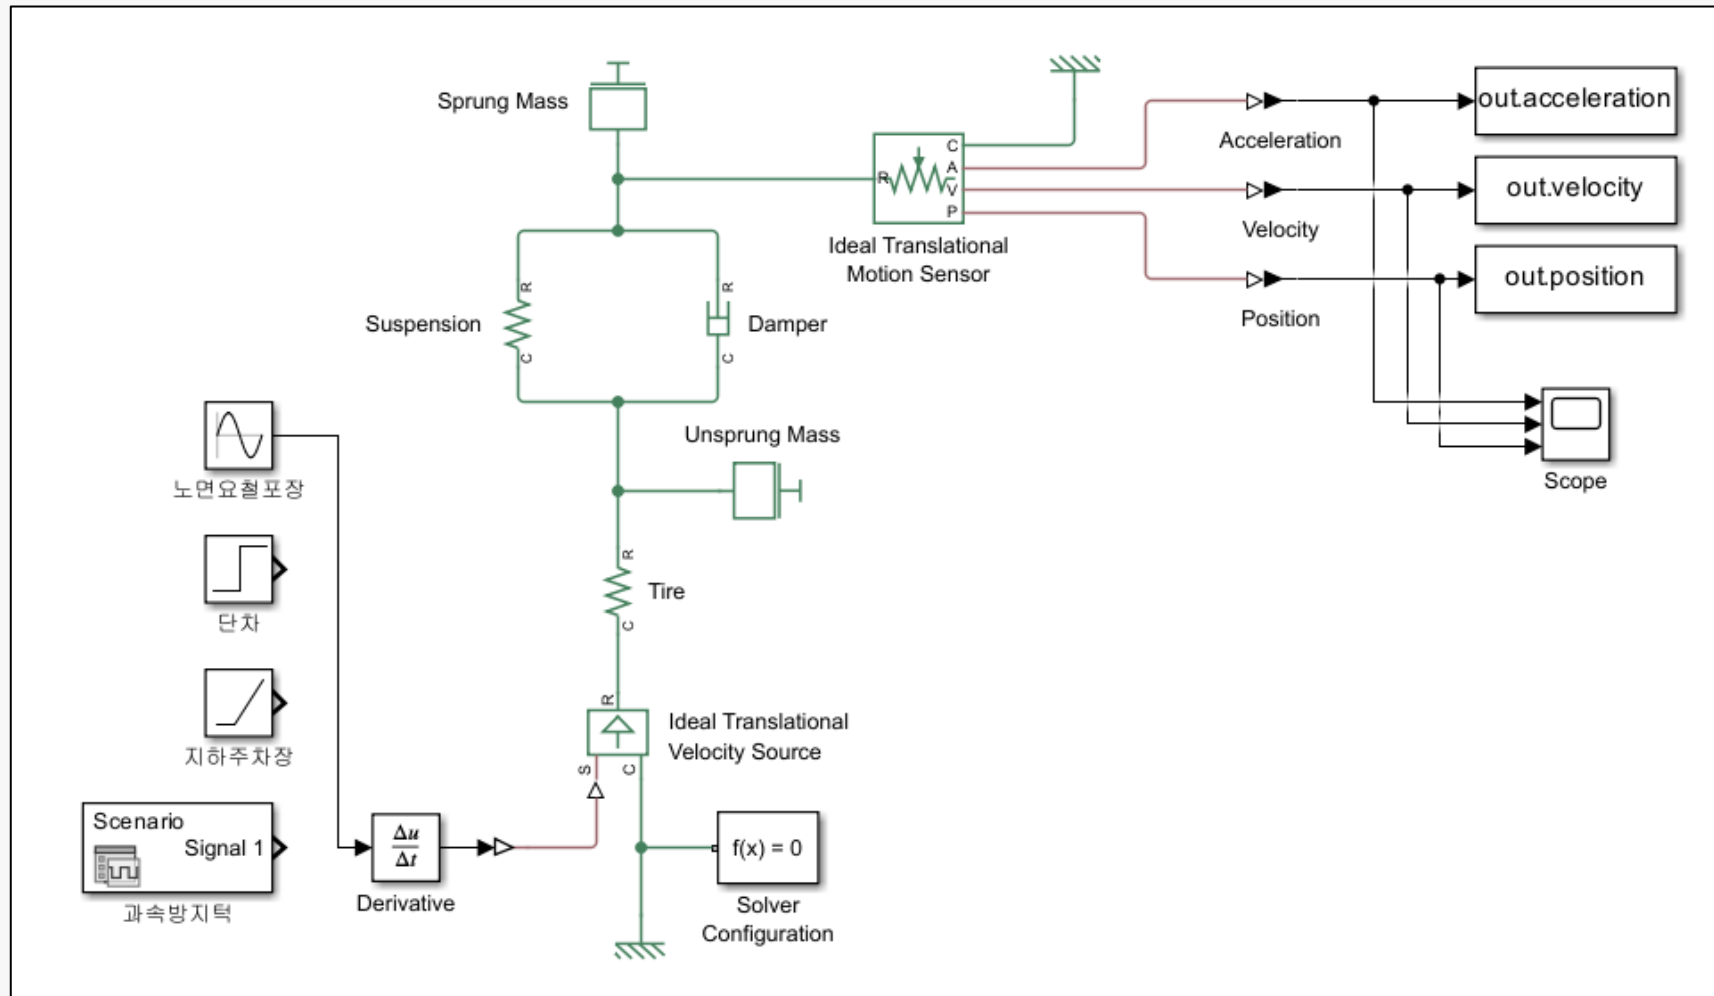 Sprung Mass
C
A
R
V
P
Ideal Translational
Motion Sensor
Acceleration
out.acceleration
Velocity
out.velocity
Position
out.position
R
R
Suspension
Damper
C
C
Scope
노면요철포장
Unsprung Mass
단차
R
Tire
C
지하주차장
R
Ideal Translational
Velocity Source
S
C
Scenario
Signal 1
과속방지턱
Δu
Δt
Derivative
f(x) = 0
Solver
Configuration